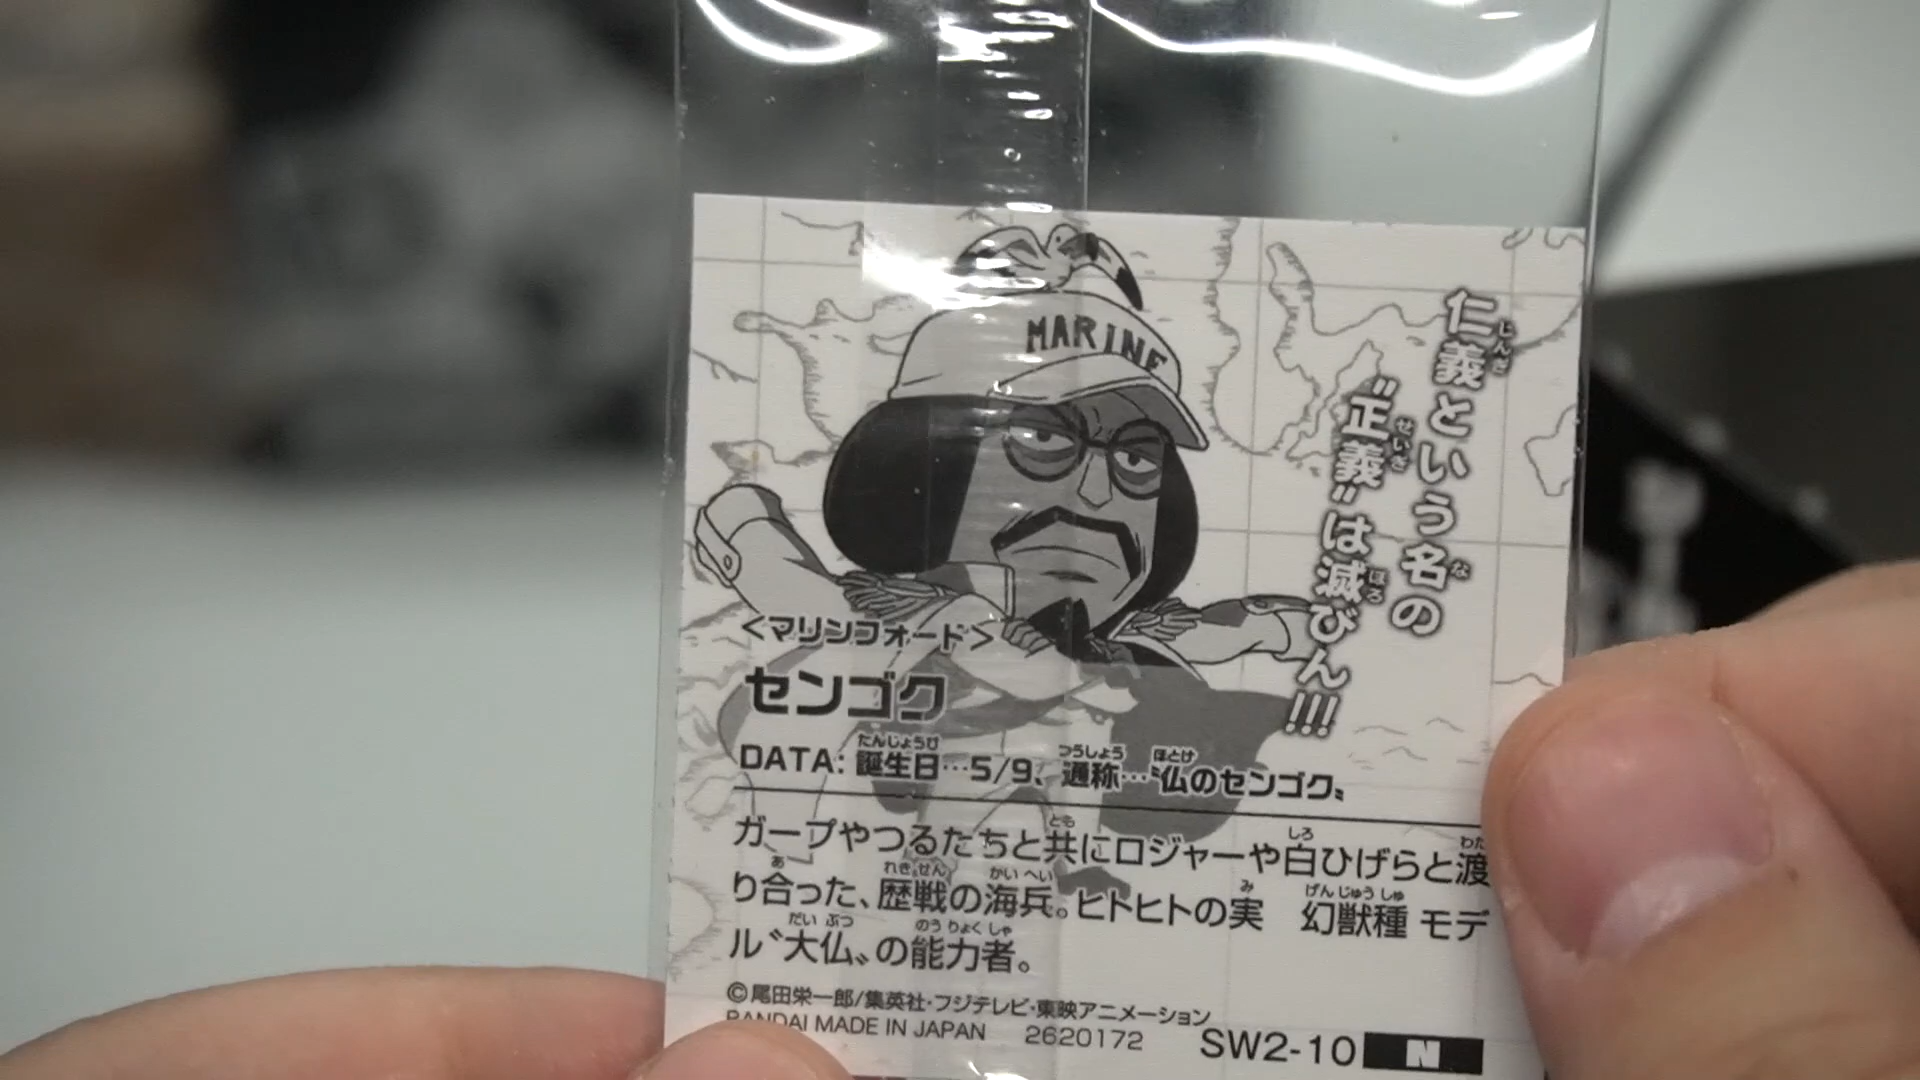 MARINE
仁義という名の
“正義”は滅びん!!!
<マリンフォード>
センゴク
DATA: 誕生日…5/9、通称…〝仏のセンゴク〟
ガープやつるたちと共にロジャーや白ひげらと渡
り合った、歴戦の海兵。ヒトヒトの実 幻獣種 モデ
ル〝大仏〟の能力者。
©尾田栄一郎/集英社・フジテレビ・東映アニメーション
BANDAI MADE IN JAPAN 2620172
SW2-10 N